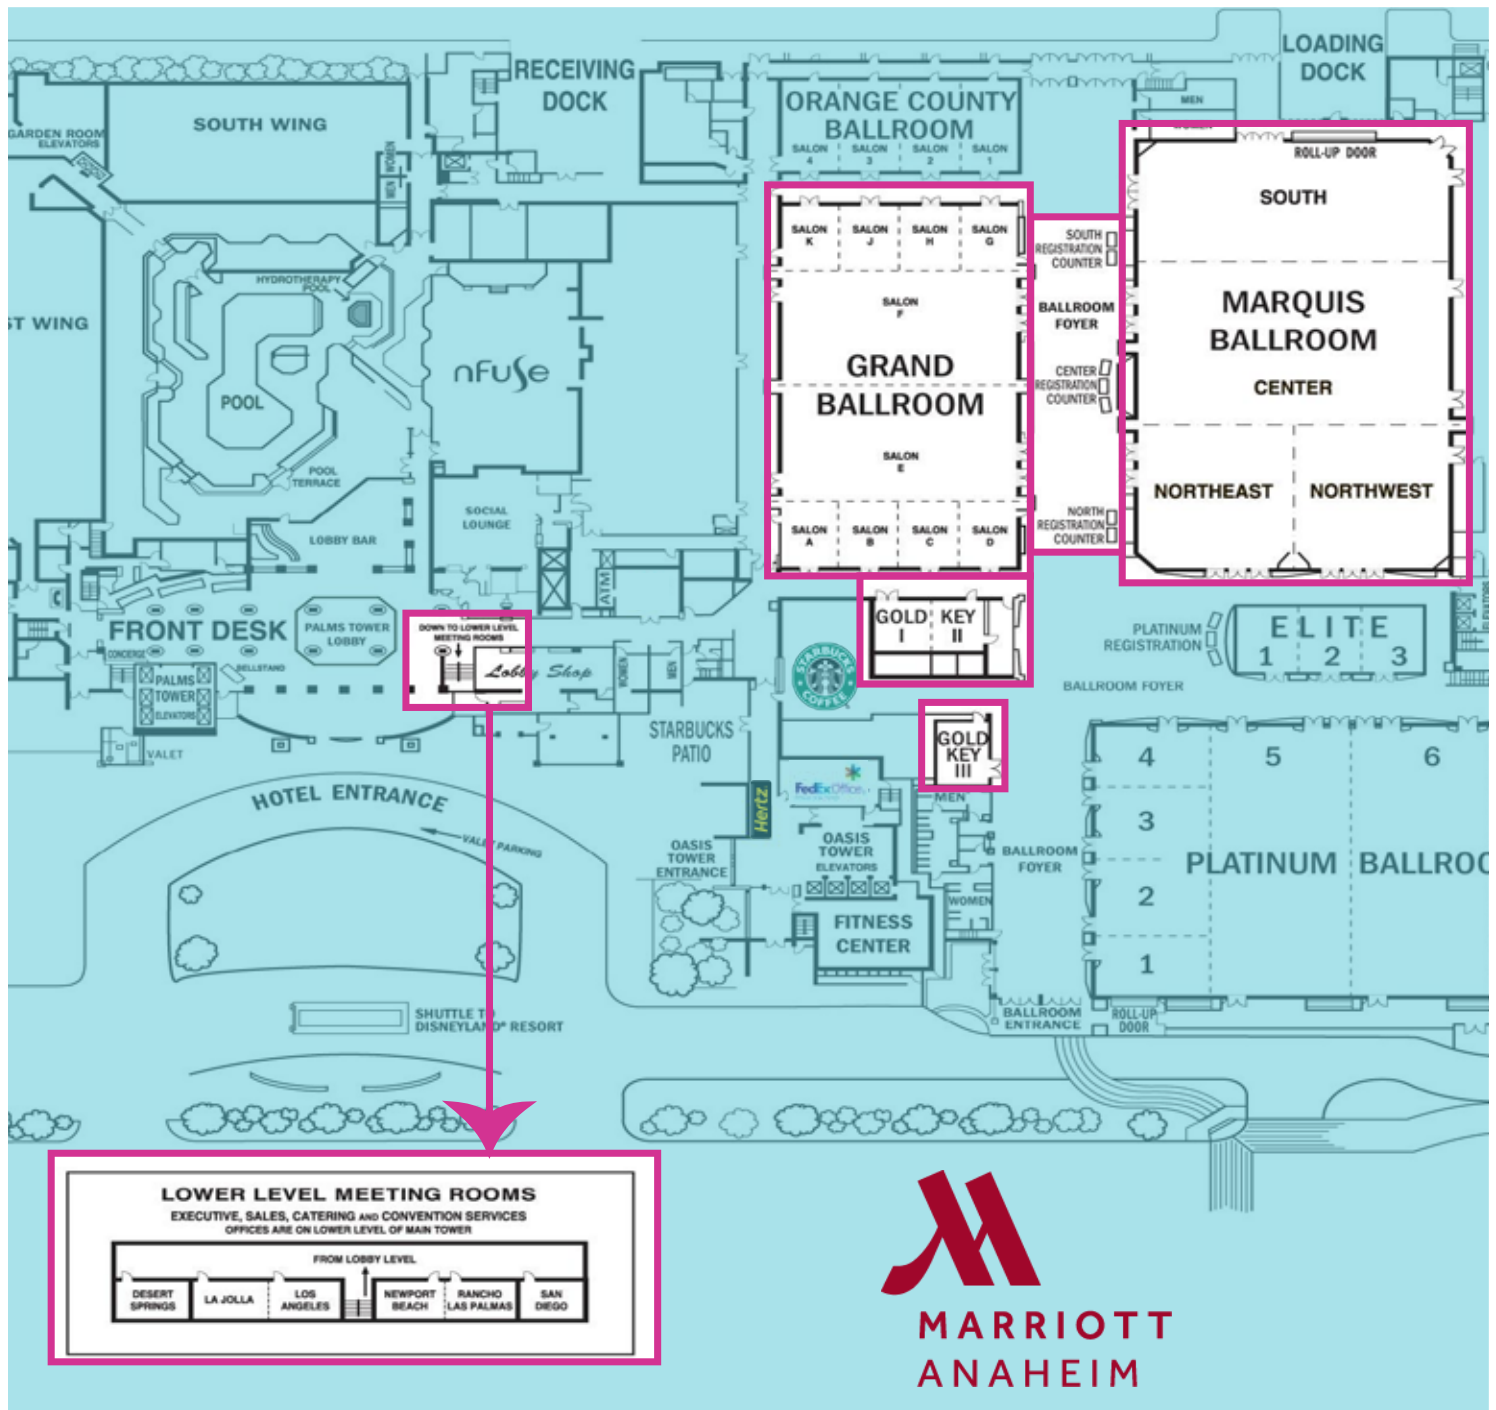 LOADING
DOCK
RECEIVING
DOCK
MEN
WOMEN
ORANGE COUNTY
BALLROOM
SALON
4
SALON
3
SALON
2
SALON
1
SOUTH WING
GARDEN ROOM
ELEVATORS
MEN
WOMEN
ROLL-UP DOOR
SOUTH
SALON
K
SALON
J
SALON
H
SALON
G
SOUTH
REGISTRATION
COUNTER
HYDROTHERAPY
POOL
SALON
F
BALLROOM
FOYER
MARQUIS
BALLROOM
CENTER
ST WING
nFuSe
GRAND
BALLROOM
CENTER
REGISTRATION
COUNTER
POOL
POOL
TERRACE
SALON
E
NORTHEAST
NORTHWEST
SOCIAL
LOUNGE
LOBBY BAR
SALON
A
SALON
B
SALON
C
SALON
D
NORTH
REGISTRATION
COUNTER
ATM
FRONT DESK
PALMS TOWER
LOBBY
DOWN TO LOWER LEVEL
MEETING ROOMS
GOLD
I
KEY
II
PLATINUM
REGISTRATION
ELITE
1 2 3
ELEVATORS
CONCIERGE
BELLSTAND
PALMS
TOWER
ELEVATORS
Lobby Shop
WOMEN
MEN
STARBUCKS
COFFEE
BALLROOM FOYER
VALET
STARBUCKS
PATIO
GOLD
KEY
III
4 5 6
3
PLATINUM BALLROO
2
1
HOTEL ENTRANCE
VALET PARKING
Hertz
FedEx Office
MEN
OASIS
TOWER
ENTRANCE
OASIS
TOWER
ELEVATORS
BALLROOM
FOYER
WOMEN
FITNESS
CENTER
SHUTTLE TO
DISNEYLAND® RESORT
BALLROOM
ENTRANCE
ROLL-UP
DOOR
LOWER LEVEL MEETING ROOMS
EXECUTIVE, SALES, CATERING AND CONVENTION SERVICES
OFFICES ARE ON LOWER LEVEL OF MAIN TOWER
FROM LOBBY LEVEL
DESERT
SPRINGS
LA JOLLA
LOS
ANGELES
NEWPORT
BEACH
RANCHO
LAS PALMAS
SAN
DIEGO
MARRIOTT
ANAHEIM